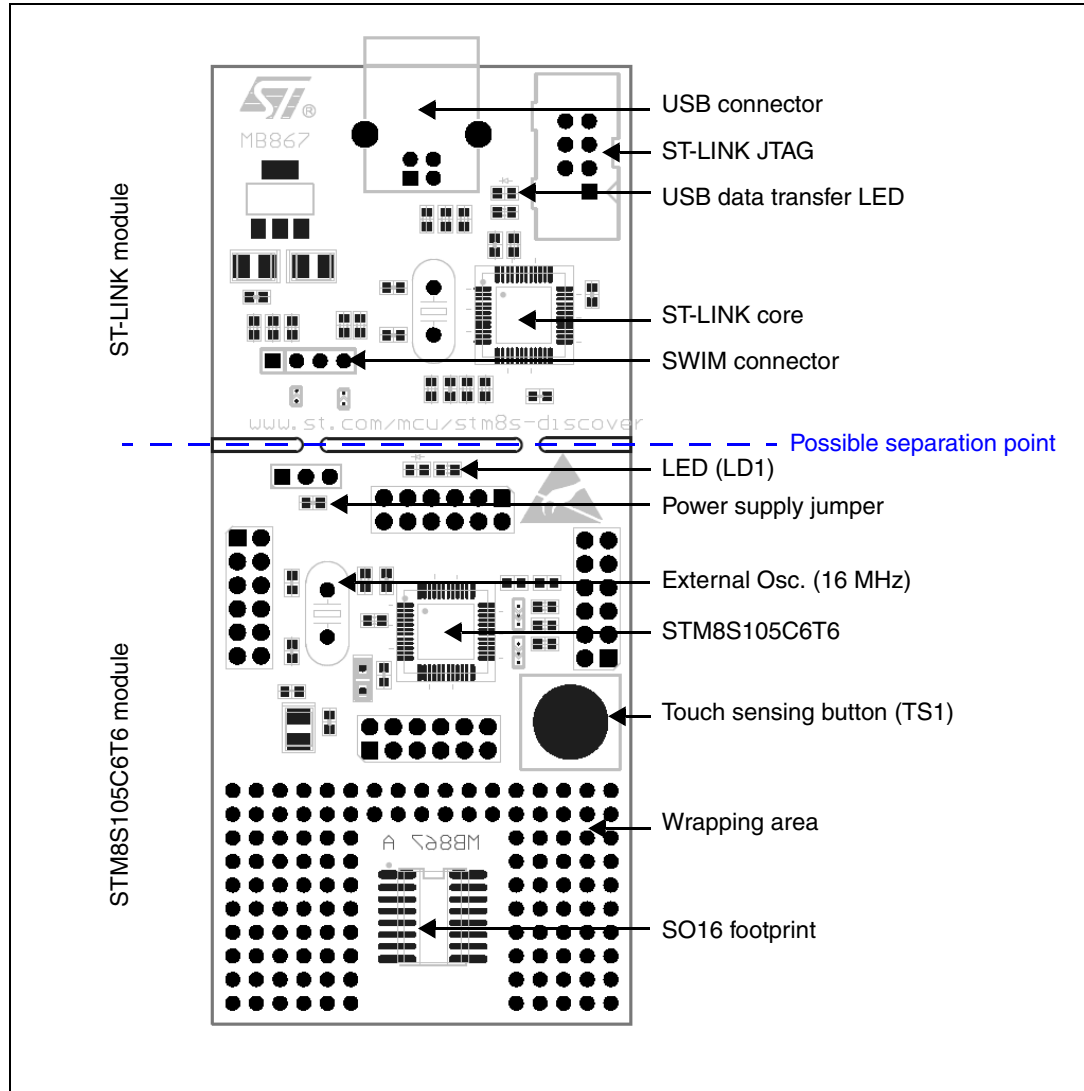 ST®
MB867
USB connector
ST-LINK JTAG
USB data transfer LED
ST-LINK module
ST-LINK core
SWIM connector
www.st.com/mcu/stm8s-discover
Possible separation point
LED (LD1)
Power supply jumper
External Osc. (16 MHz)
STM8S105C6T6
Touch sensing button (TS1)
STM8S105C6T6 module
Wrapping area
MB867 A
SO16 footprint